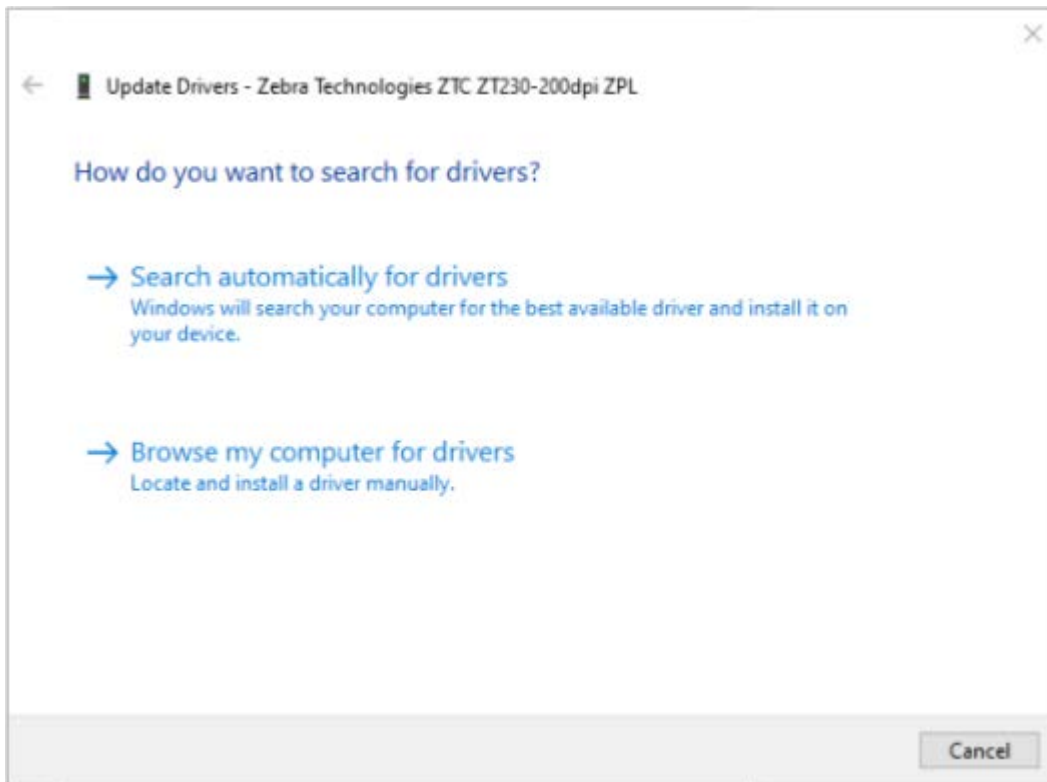 Update Drivers - Zebra Technologies ZTC ZT230-200dpi ZPL
How do you want to search for drivers?
Search automatically for drivers
Windows will search your computer for the best available driver and install it on
your device.
Browse my computer for drivers
Locate and install a driver manually.
Cancel